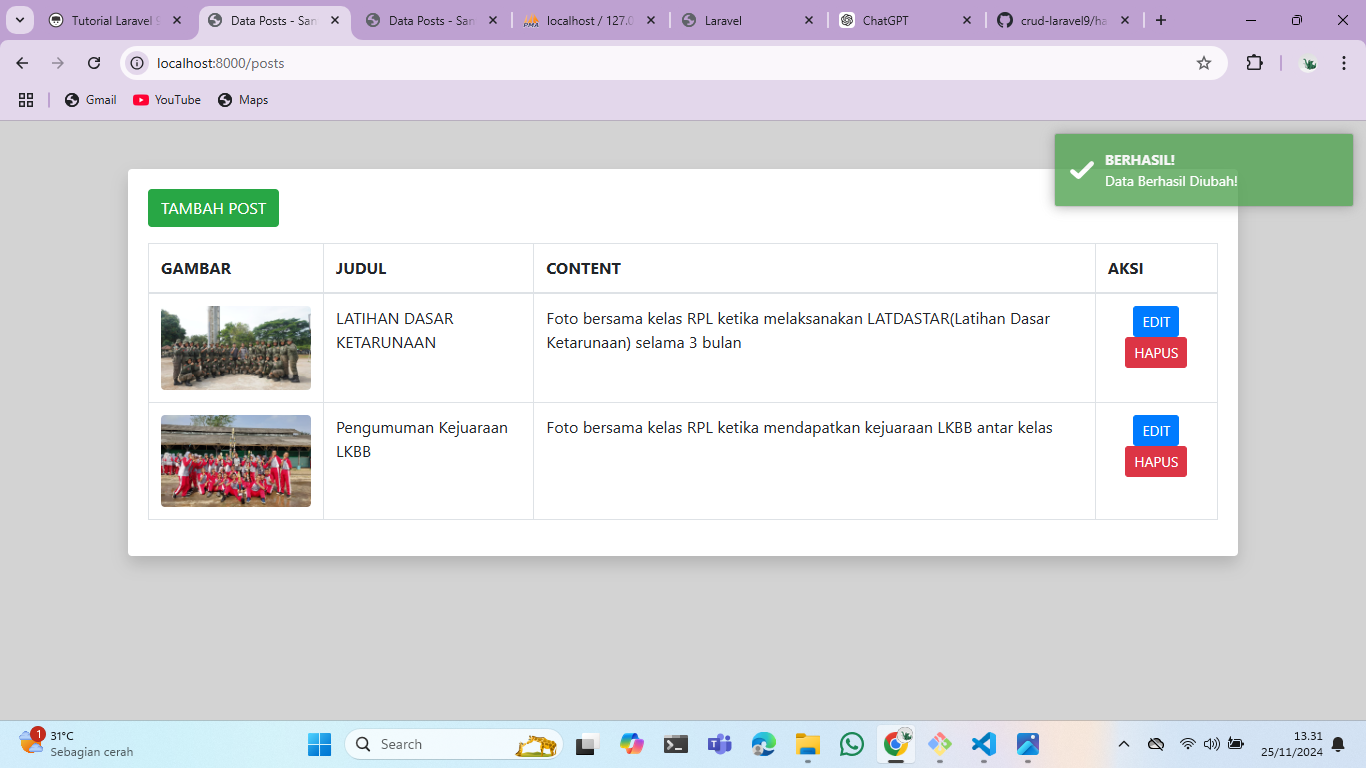 Tutorial Laravel 9
Data Posts - San
Data Posts - San
localhost / 127.0
Laravel
ChatGPT
crud-laravel9/ha
localhost:8000/posts
Gmail
YouTube
Maps
BERHASIL!
Data Berhasil Diubah!
TAMBAH POST
GAMBAR
JUDUL
CONTENT
AKSI
LATIHAN DASAR
KETARUNAAN
Foto bersama kelas RPL ketika melaksanakan LATDASTAR(Latihan Dasar
Ketarunaan) selama 3 bulan
EDIT
HAPUS
Pengumuman Kejuaraan
LKBB
Foto bersama kelas RPL ketika mendapatkan kejuaraan LKBB antar kelas
EDIT
HAPUS
1
31°C
Sebagian cerah
Search
13.31
25/11/2024